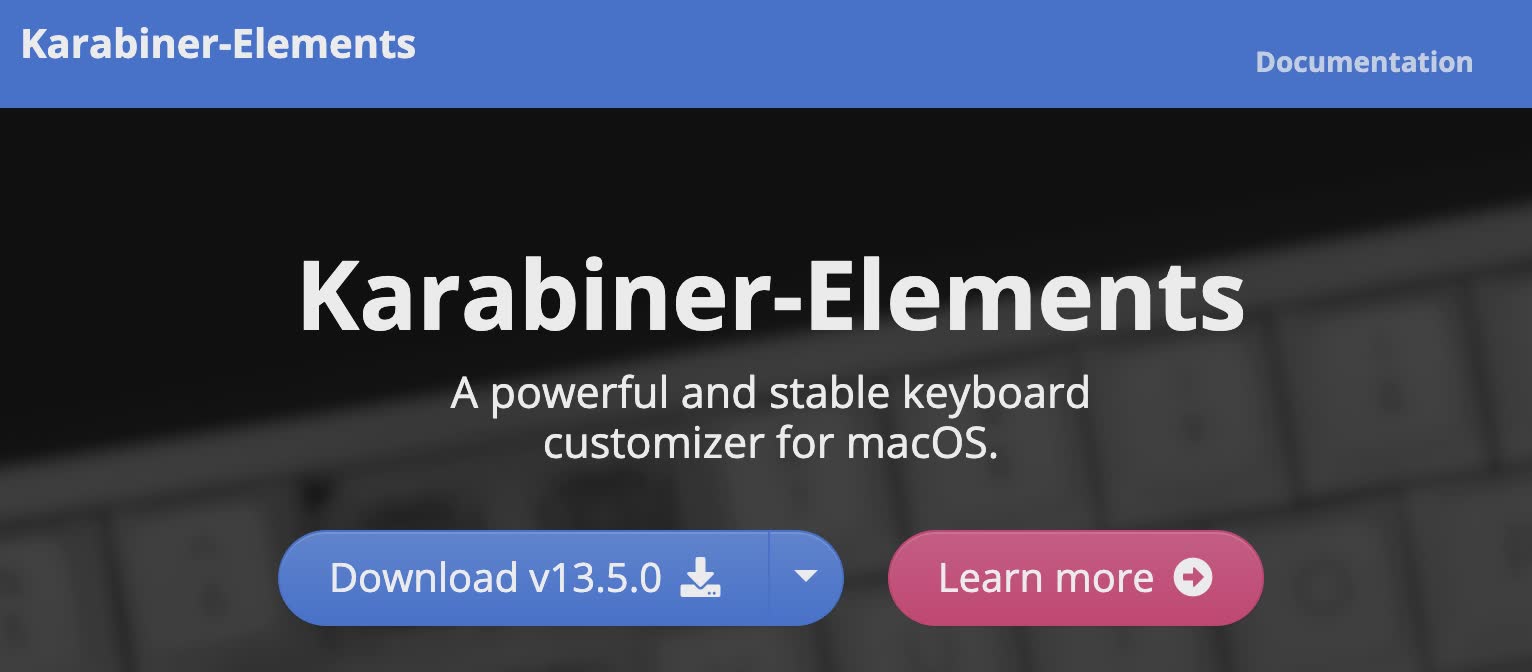 Karabiner-Elements
Documentation
Karabiner-Elements
A powerful and stable keyboard
customizer for macOS.
Download v13.5.0
Learn more